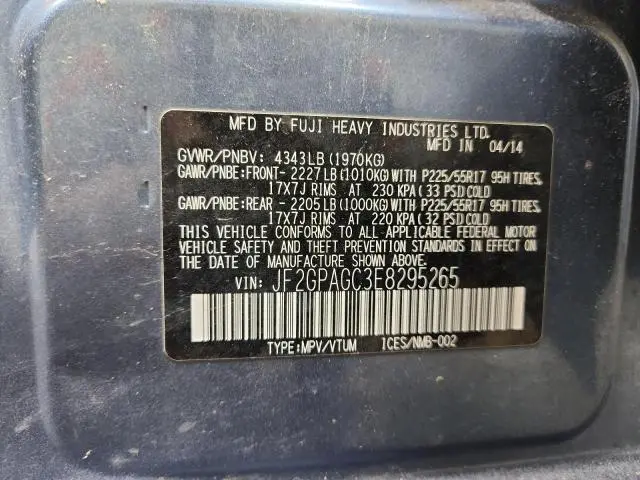 MFD BY FUJI HEAVY INDUSTRIES LTD.
MFD IN 04/14
GVWR/PNBV: 4343LB(1970KG)
GAWR/PNBE:FRONT- 2227LB(1010KG)WITH P225/55R17 95H TIRES,
17X7J RIMS AT 230 KPA(33 PSI)COLD
GAWR/PNBE:REAR - 2205LB(1000KG)WITH P225/55R17 95H TIRES,
17X7J RIMS AT 220 KPA(32 PSI)COLD
THIS VEHICLE CONFORMS TO ALL APPLICABLE FEDERAL MOTOR
VEHICLE SAFETY AND THEFT PREVENTION STANDARDS IN EFFECT
ON THE DATE OF MANUFACTURE SHOWN ABOVE.
VIN: JF2GPAGC3E8295265
TYPE:MPV/VTUM ICES/NMB-002